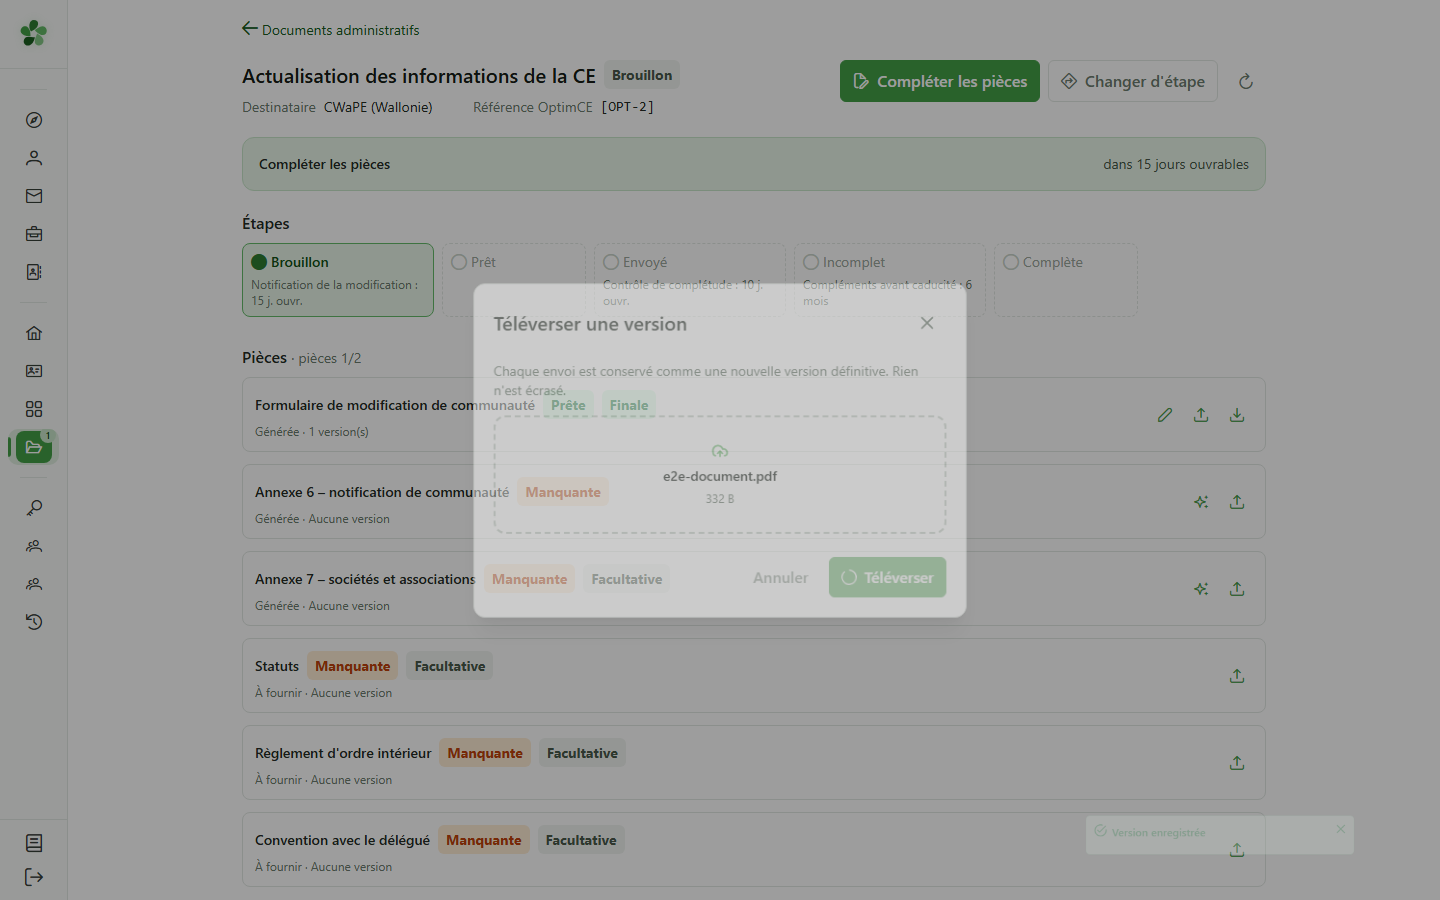 Documents administratifs
Actualisation des informations de la CE Brouillon
Compléter les pièces
Changer d'étape
Destinataire CWaPE (Wallonie) Référence OptimCE [OPT-2]
Compléter les pièces dans 15 jours ouvrables
Étapes
Brouillon
Notification de la modification :
15 j. ouvr.
Prêt
Envoyé
Contrôle de complétude : 10 j.
ouvr.
Incomplet
Compléments avant caducité : 6
mois
Complète
Téléverser une version
Chaque envoi est conservé comme une nouvelle version définitive. Rien
n'est écrasé.
e2e-document.pdf
332 B
Annuler
Téléverser
Pièces · pièces 1/2
Formulaire de modification de communauté Prête Finale
Générée · 1 version(s)
1
Annexe 6 – notification de communauté Manquante
Générée · Aucune version
Annexe 7 – sociétés et associations Manquante Facultative
Générée · Aucune version
Statuts Manquante Facultative
À fournir · Aucune version
Règlement d'ordre intérieur Manquante Facultative
À fournir · Aucune version
Convention avec le délégué Manquante Facultative
À fournir · Aucune version
Version enregistrée